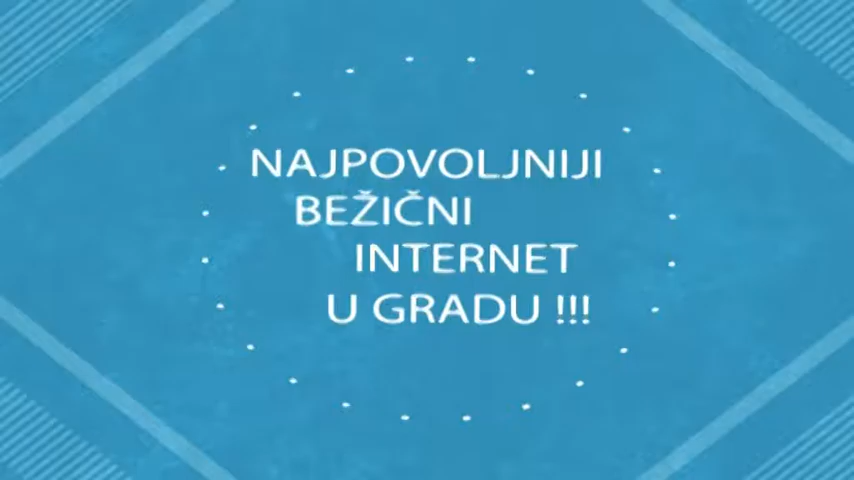 NAJPOVOLJNIJI
BEŽIČNI
INTERNET
U GRADU !!!